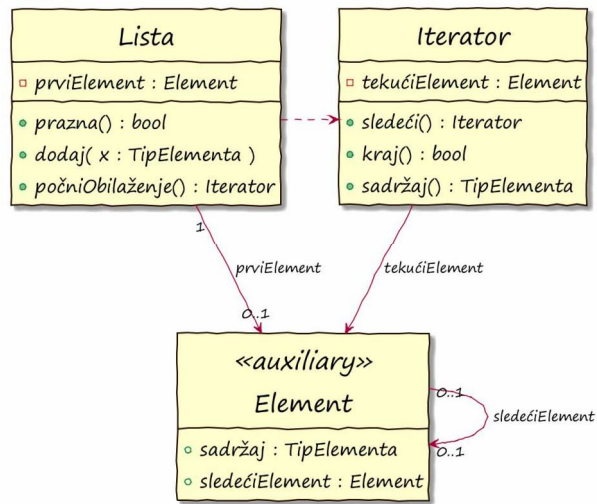 Lista
prviElement : Element
prazna() : bool
dodaj( x : TipElementa )
počniObilaženje() : Iterator
Iterator
tekućiElement : Element
sledeći() : Iterator
kraj() : bool
sadržaj() : TipElementa
1
prviElement
tekućiElement
0..1
«auxiliary»
Element
sadržaj : TipElementa
sledećiElement : Element
0..1
sledećiElement
0..1